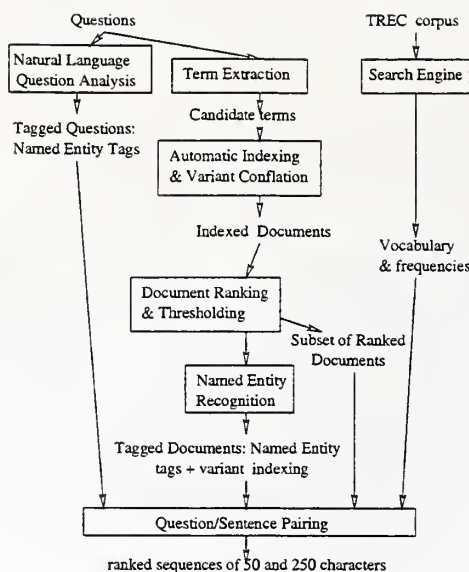 Questions
TREC corpus
Natural Language
Question Analysis
Term Extraction
Search Engine
Tagged Questions:
Named Entity Tags
Candidate terms
Automatic Indexing
& Variant Conflation
Indexed Documents
Vocabulary
& frequencies
Document Ranking
& Thresholding
Subset of Ranked
Documents
Named Entity
Recognition
Tagged Documents: Named Entity
tags + variant indexing
Question/Sentence Pairing
ranked sequences of 50 and 250 characters